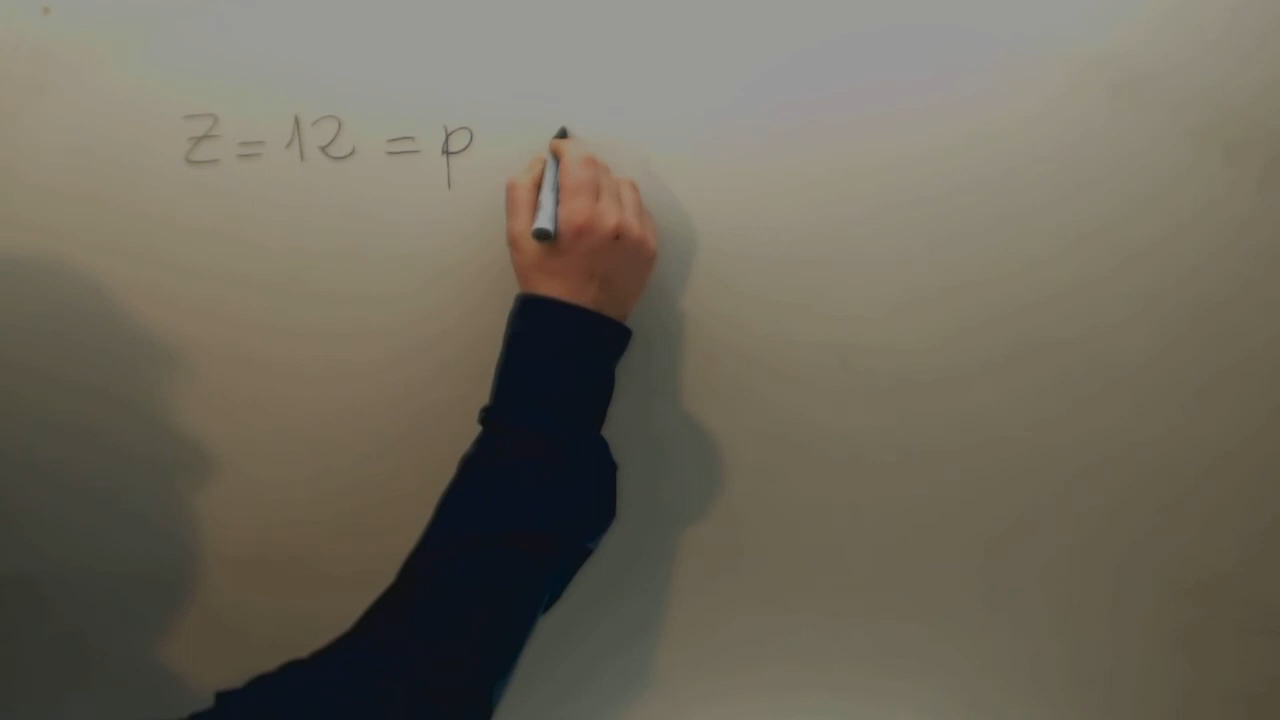 Z = 12 = p